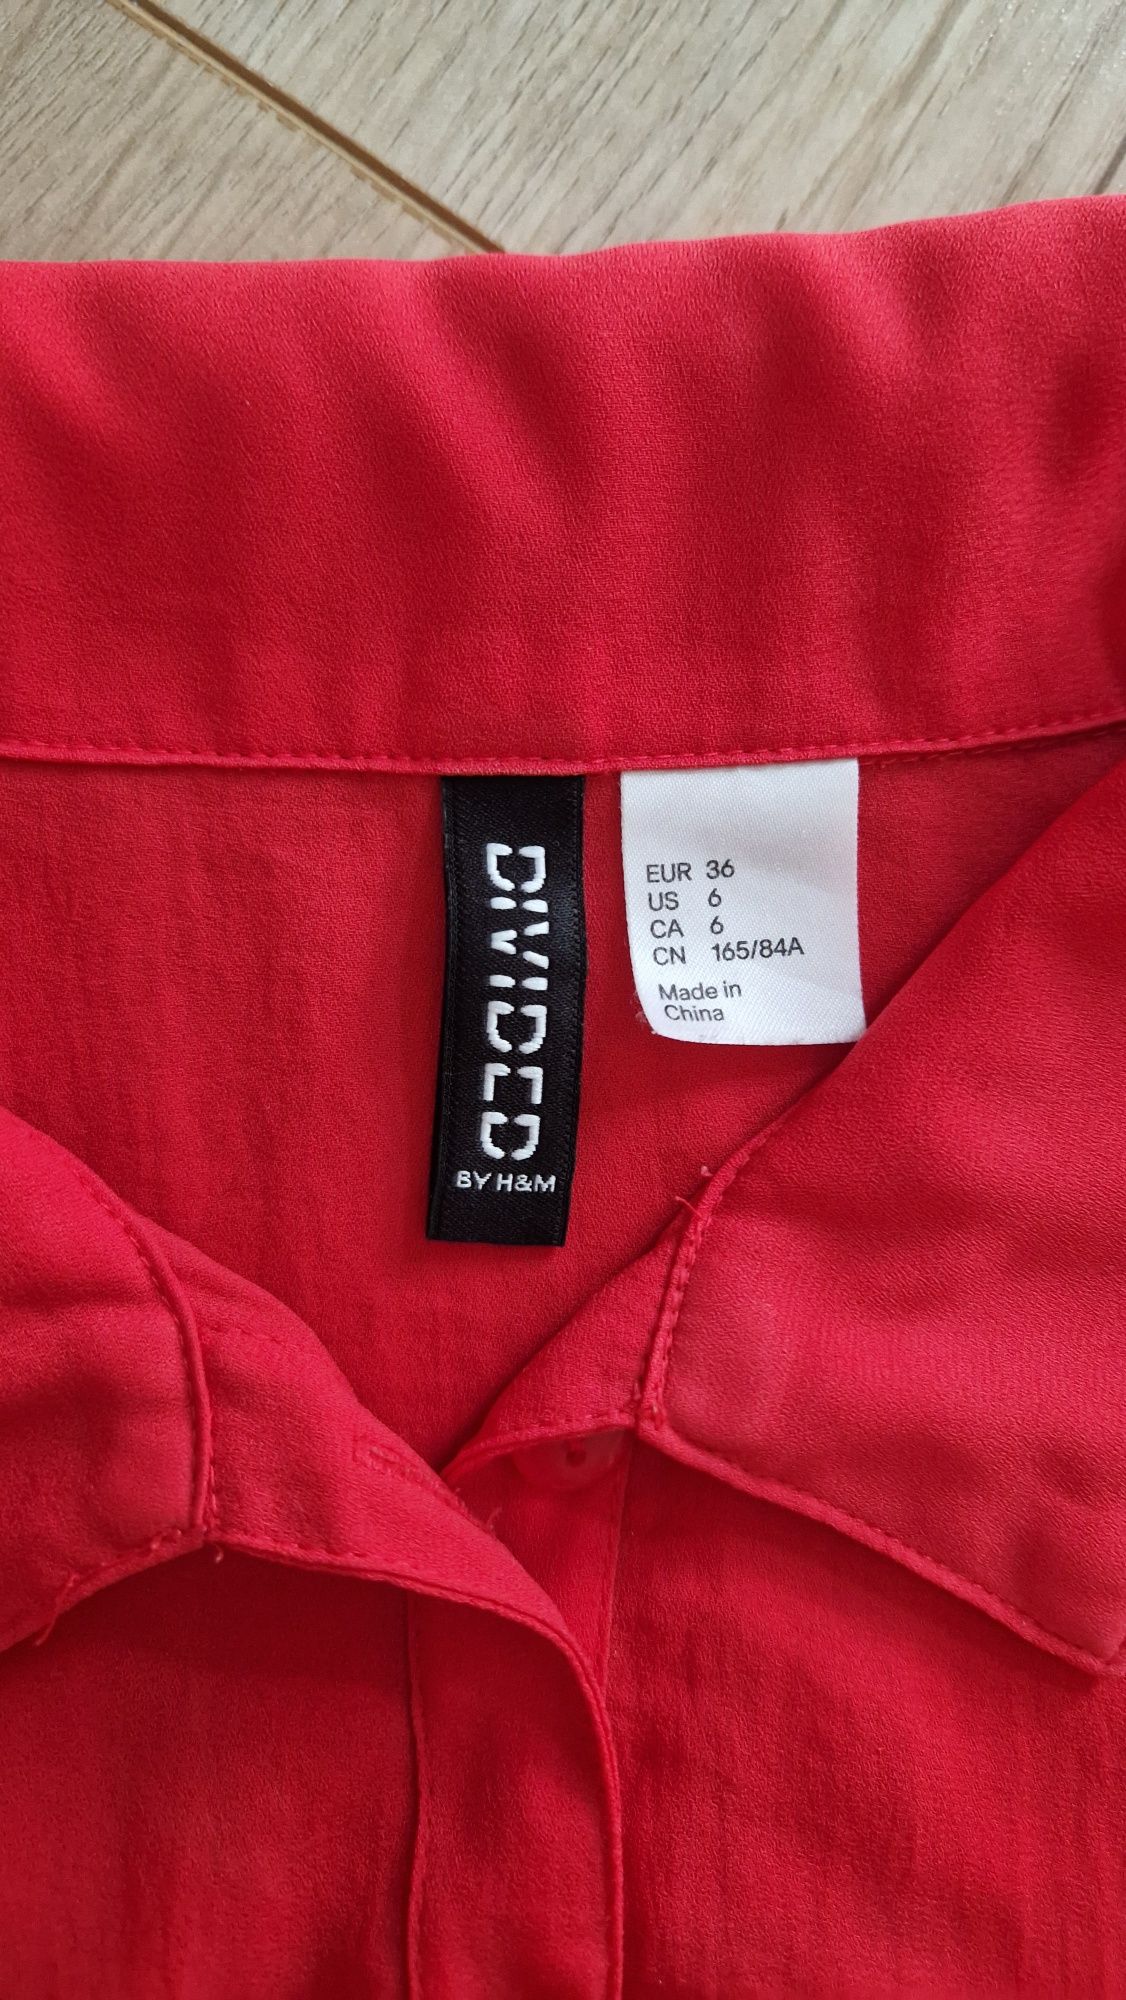 DIVIDED
BY H&M
EUR 36
US 6
CA 6
CN 165/84A
Made in
China